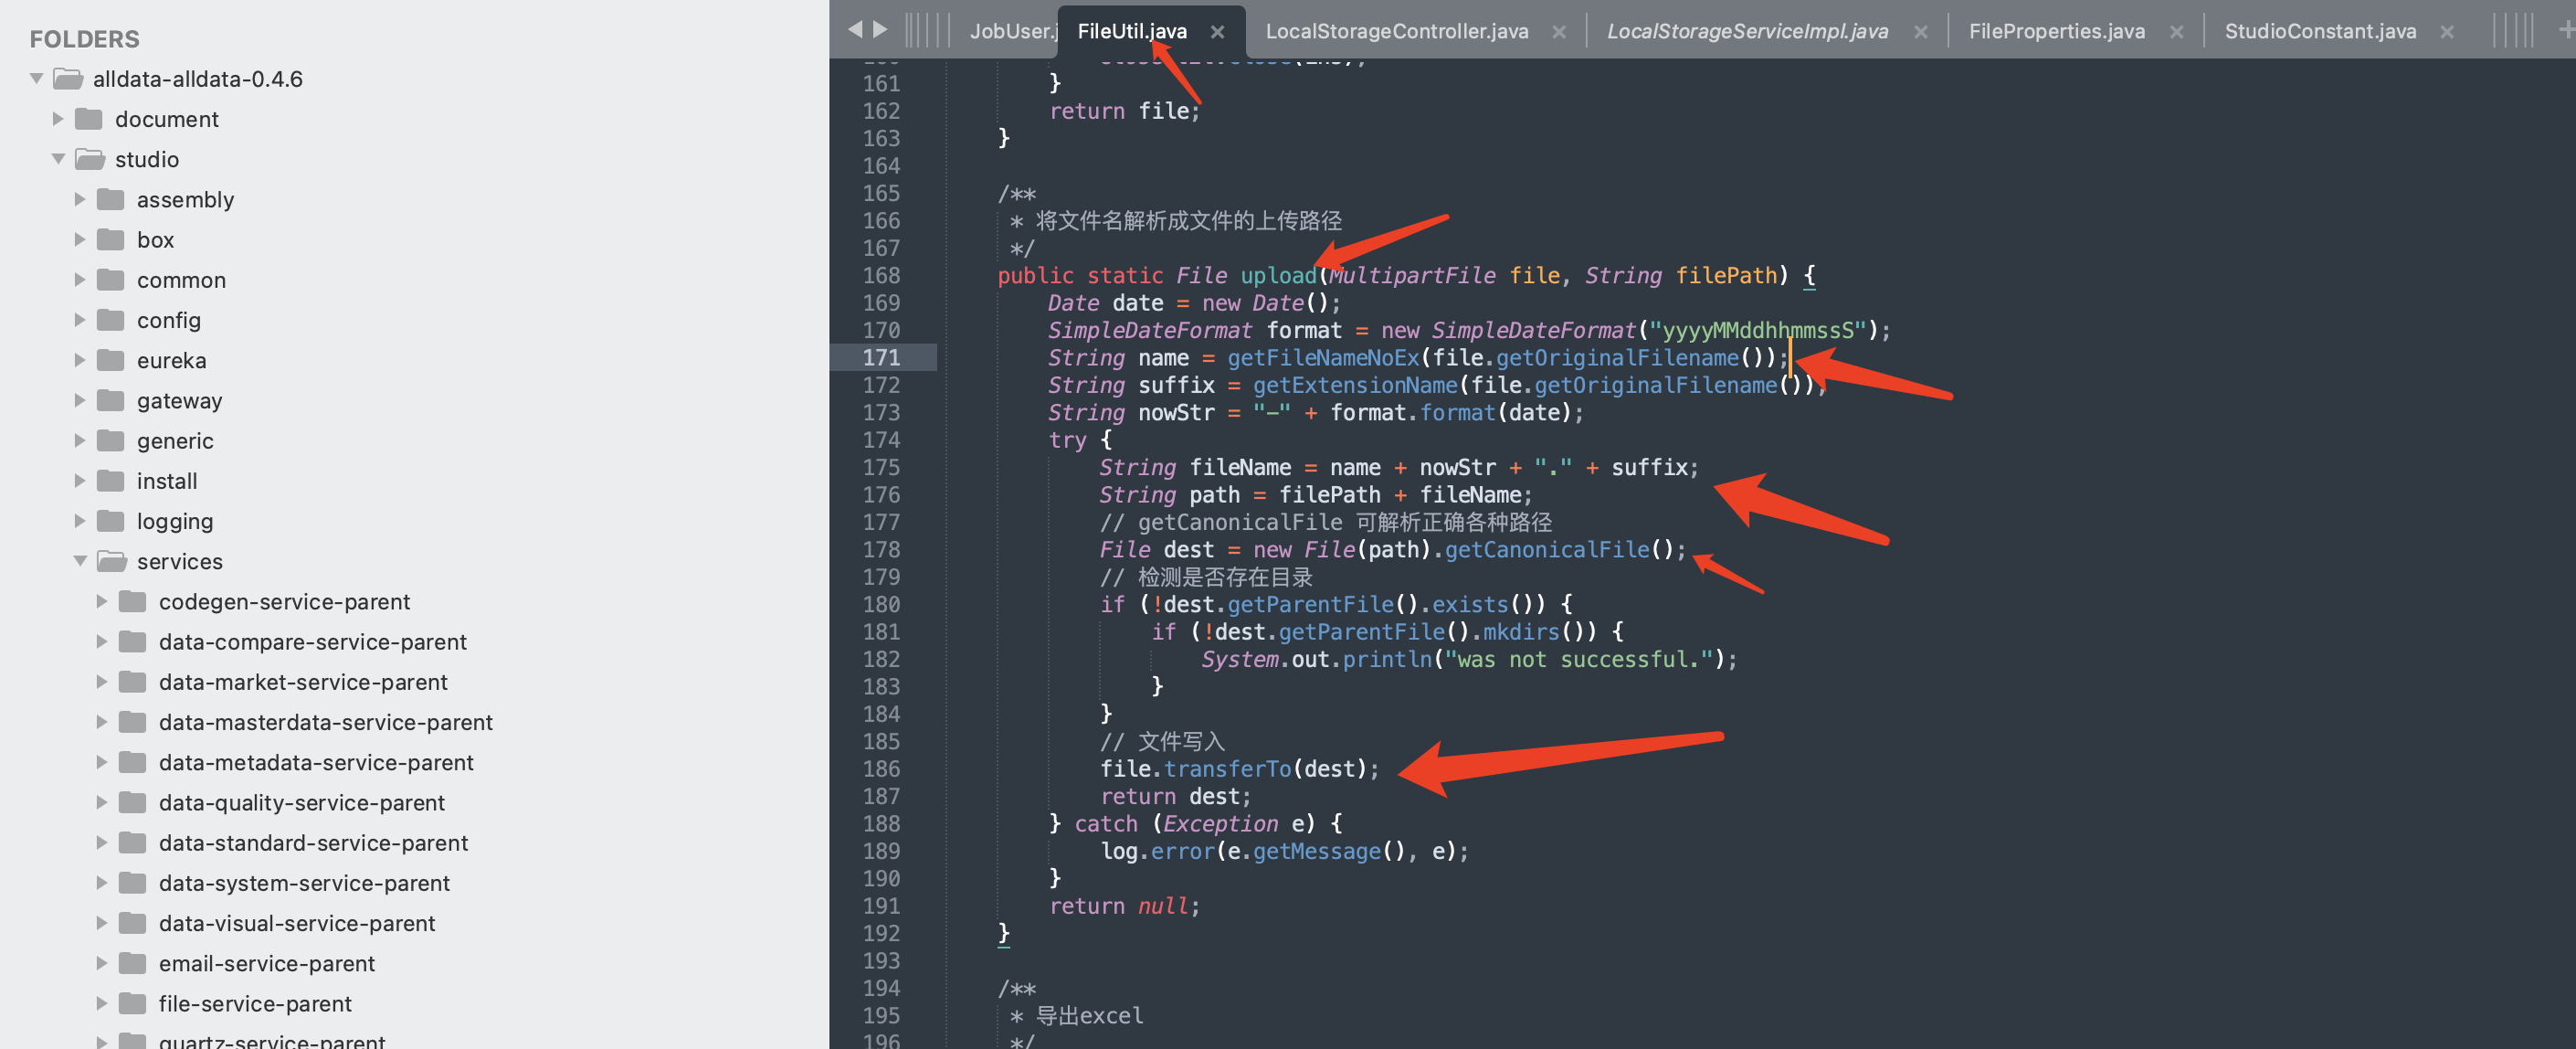 FOLDERS
alldata-alldata-0.4.6
document
studio
assembly
box
common
config
eureka
gateway
generic
install
logging
services
codegen-service-parent
data-compare-service-parent
data-market-service-parent
data-masterdata-service-parent
data-metadata-service-parent
data-quality-service-parent
data-standard-service-parent
data-system-service-parent
data-visual-service-parent
email-service-parent
file-service-parent
quartz-service-parent
JobUser.j
FileUtil.java
LocalStorageController.java
LocalStorageServiceImpl.java
FileProperties.java
StudioConstant.java
161 }
162 return file;
163 }
164
165 /**
166 * 将文件名解析成文件的上传路径
167 */
168 public static File upload(MultipartFile file, String filePath) {
169 Date date = new Date();
170 SimpleDateFormat format = new SimpleDateFormat("yyyyMMddhhmmssS");
171 String name = getFileNameNoEx(file.getOriginalFilename());
172 String suffix = getExtensionName(file.getOriginalFilename());
173 String nowStr = "-" + format.format(date);
174 try {
175 String fileName = name + nowStr + "." + suffix;
176 String path = filePath + fileName;
177 // getCanonicalFile 可解析正确各种路径
178 File dest = new File(path).getCanonicalFile();
179 // 检测是否存在目录
180 if (!dest.getParentFile().exists()) {
181 if (!dest.getParentFile().mkdirs()) {
182 System.out.println("was not successful.");
183 }
184 }
185 // 文件写入
186 file.transferTo(dest);
187 return dest;
188 } catch (Exception e) {
189 log.error(e.getMessage(), e);
190 }
191 return null;
192 }
193
194 /**
195 * 导出excel
196 */